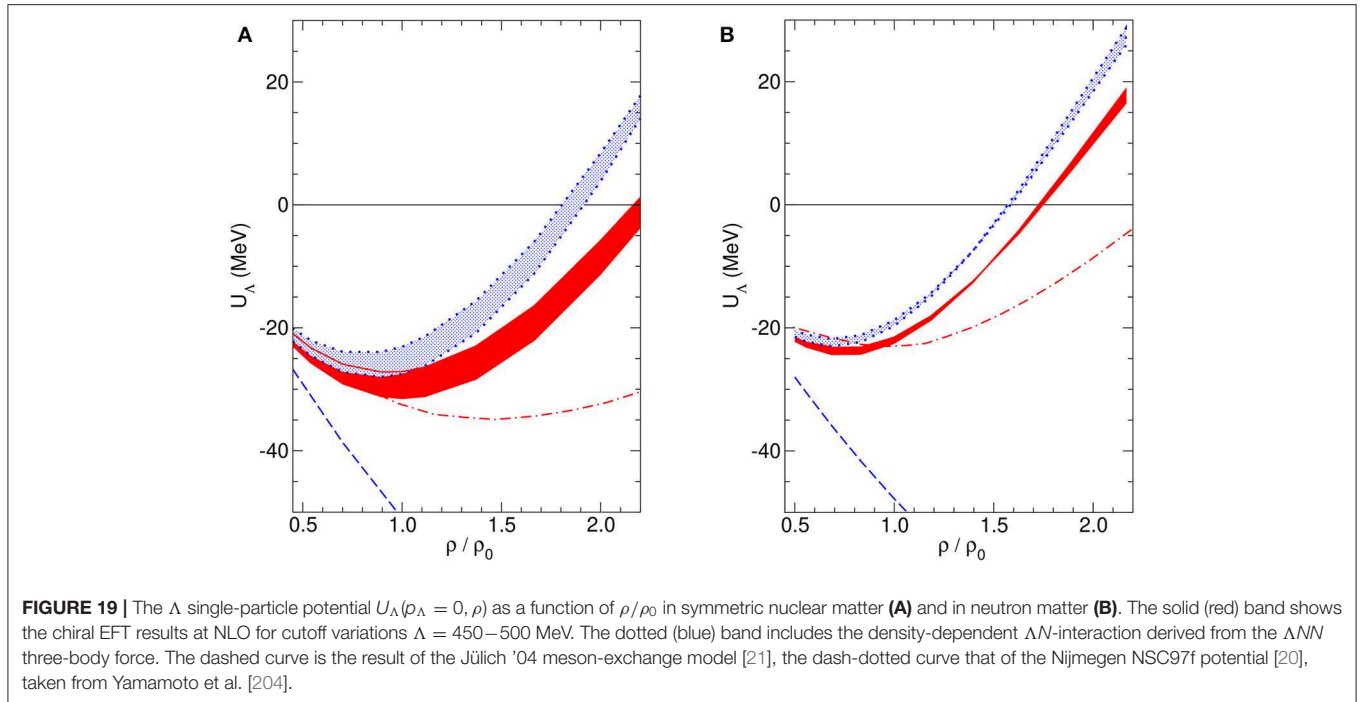 A
B
20
0
-20
-40
U_Λ (MeV)
0.5 1.0 1.5 2.0
ρ / ρ₀
20
0
-20
-40
U_Λ (MeV)
0.5 1.0 1.5 2.0
ρ / ρ₀
FIGURE 19 | The Λ single-particle potential U_Λ(p_Λ = 0, ρ) as a function of ρ/ρ₀ in symmetric nuclear matter (A) and in neutron matter (B). The solid (red) band shows
the chiral EFT results at NLO for cutoff variations Λ = 450−500 MeV. The dotted (blue) band includes the density-dependent ΛN-interaction derived from the ΛNN
three-body force. The dashed curve is the result of the Jülich '04 meson-exchange model [21], the dash-dotted curve that of the Nijmegen NSC97f potential [20],
taken from Yamamoto et al. [204].